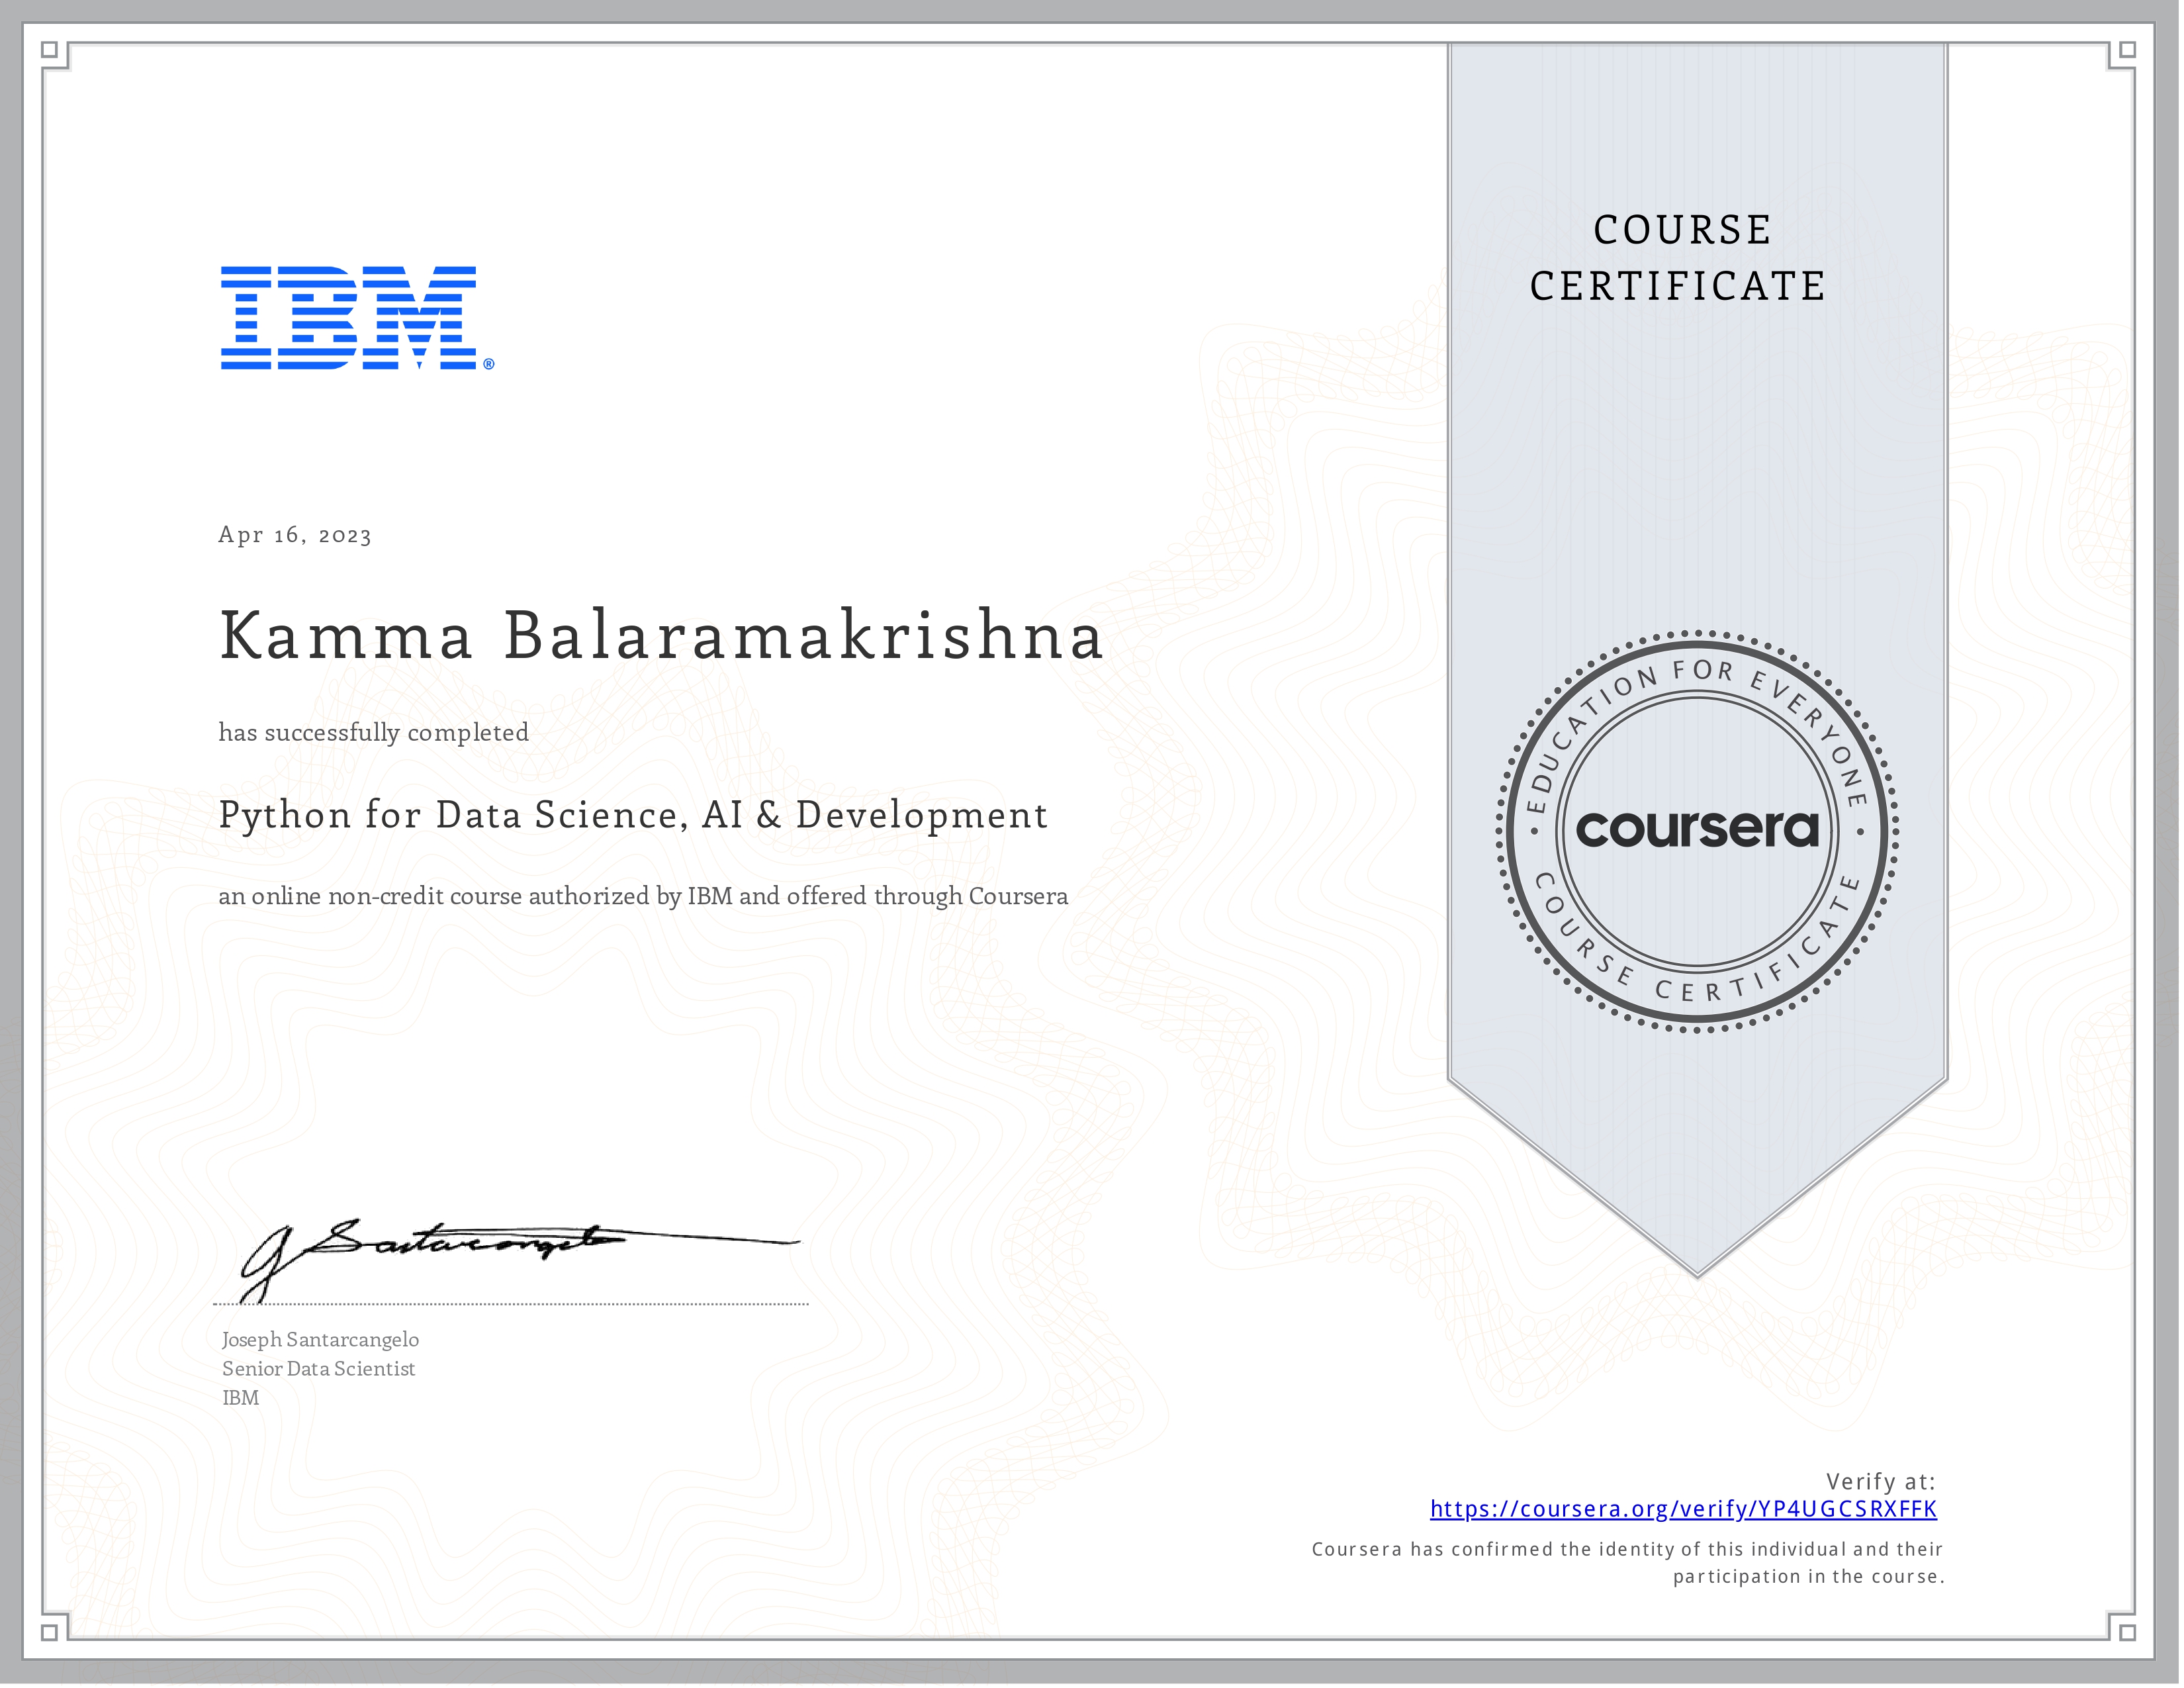 COURSE
CERTIFICATE
IBM®
Apr 16, 2023
Kamma Balaramakrishna
has successfully completed
Python for Data Science, AI & Development
an online non-credit course authorized by IBM and offered through Coursera
EDUCATION FOR EVERYONE
coursera
COURSE CERTIFICATE
J Santarcangelo
Joseph Santarcangelo
Senior Data Scientist
IBM
Verify at:
https://coursera.org/verify/YP4UGCSRXFFK
Coursera has confirmed the identity of this individual and their
participation in the course.